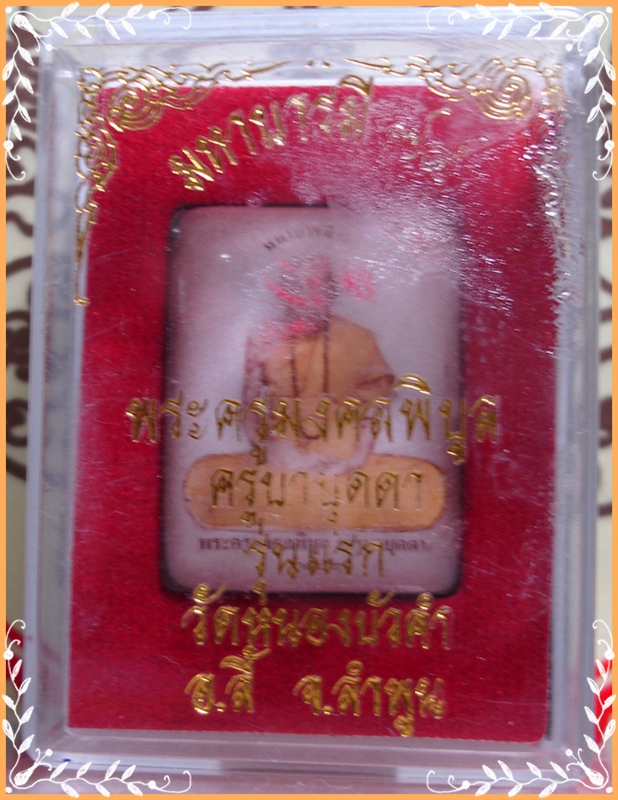 มหาบารมี
พระครูมงคลพิบูล
ครูบาบุดดา
รุ่นแรก
วัดหนองบัวคำ
อ.ลี้ จ.ลำพูน